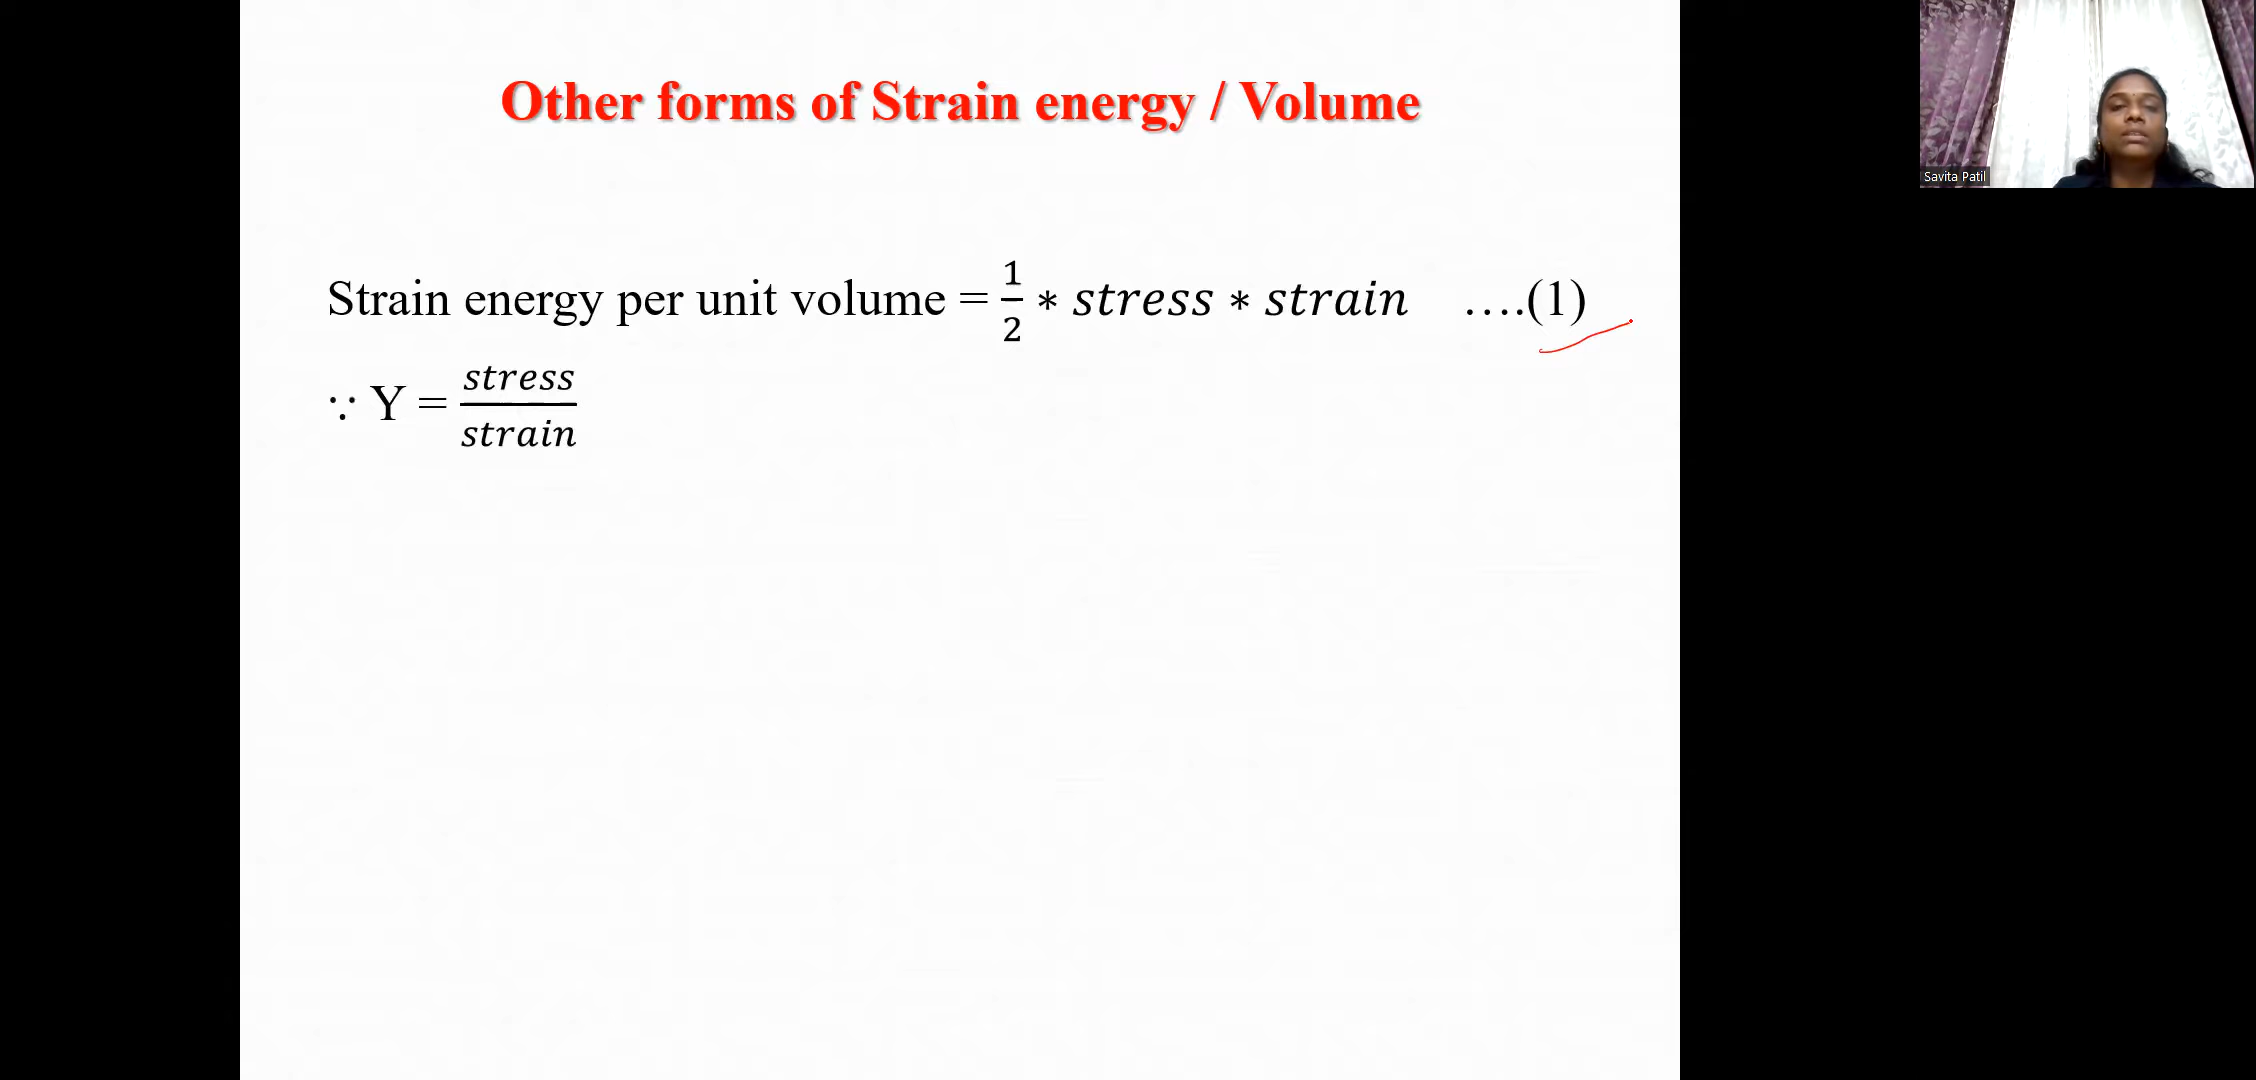 Other forms of Strain energy / Volume
Savita Patil
Strain energy per unit volume = 1/2 * stress * strain ….(1)
∵ Y = stress/strain